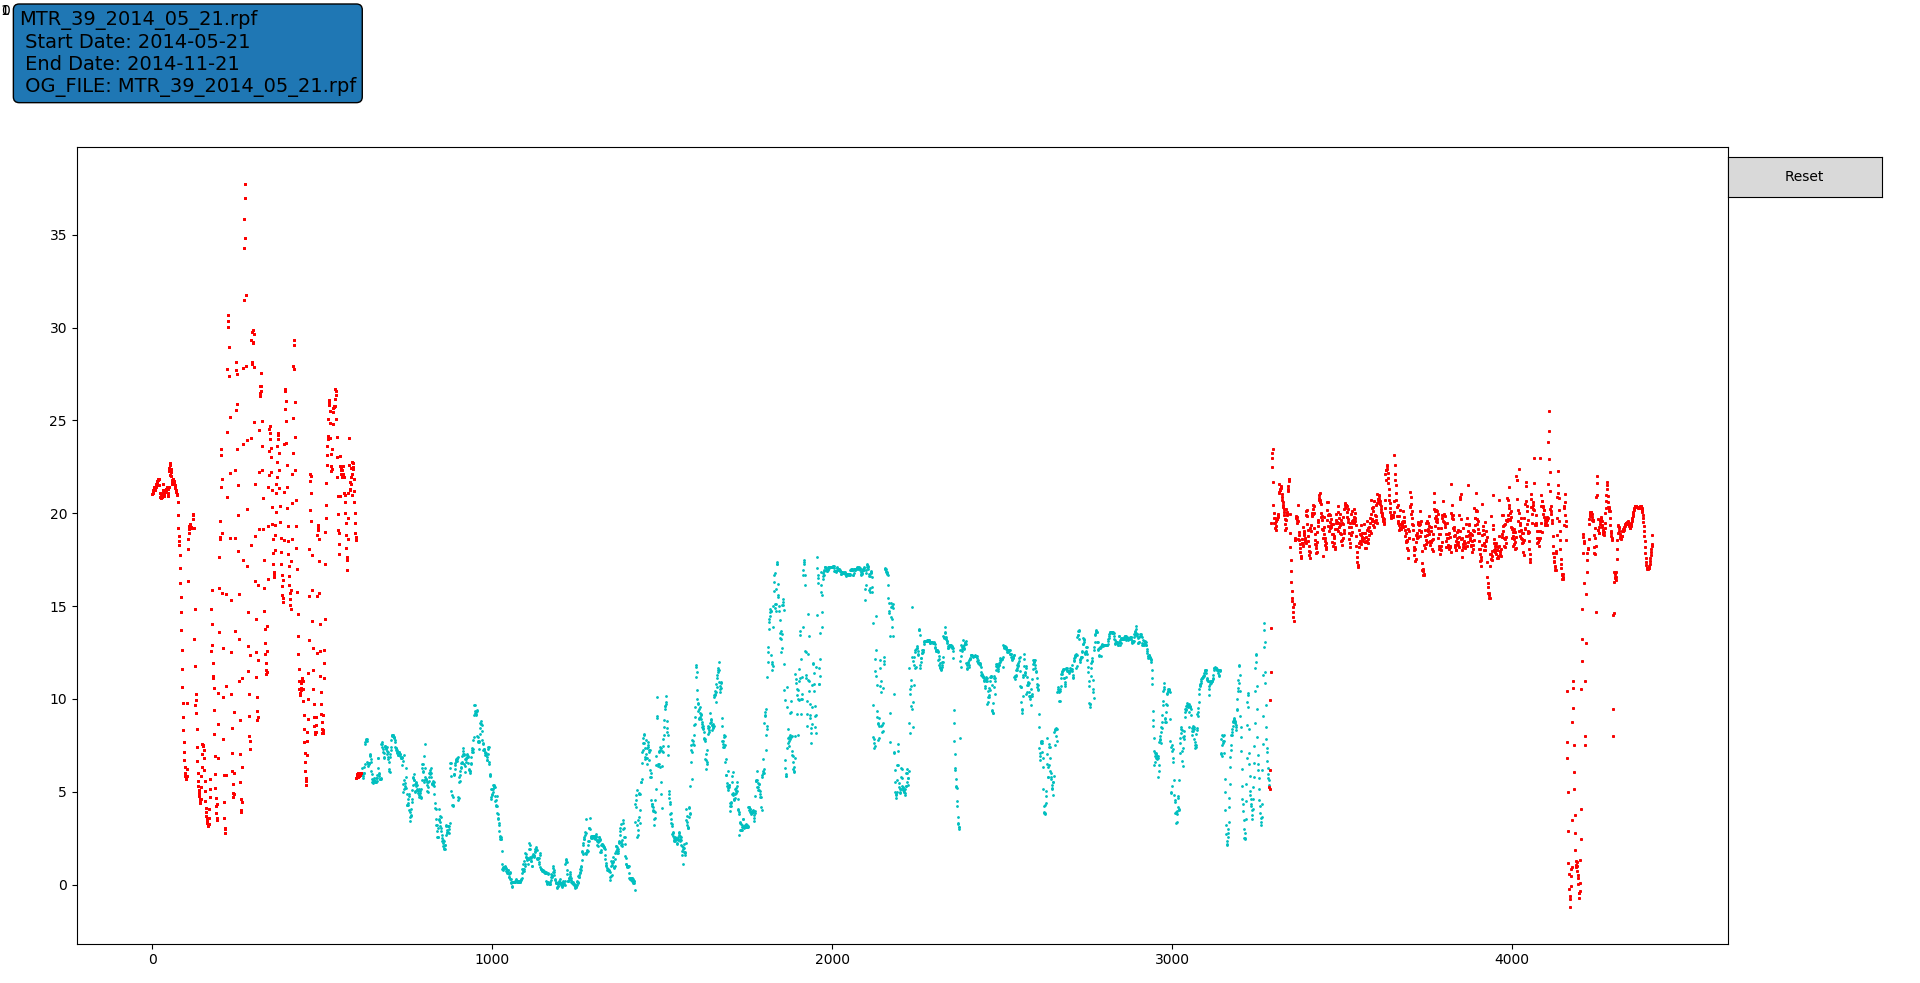 MTR_39_2014_05_21.rpf
Start Date: 2014-05-21
End Date: 2014-11-21
OG_FILE: MTR_39_2014_05_21.rpf
Reset
35
30
25
20
15
10
5
0
0
1000
2000
3000
4000